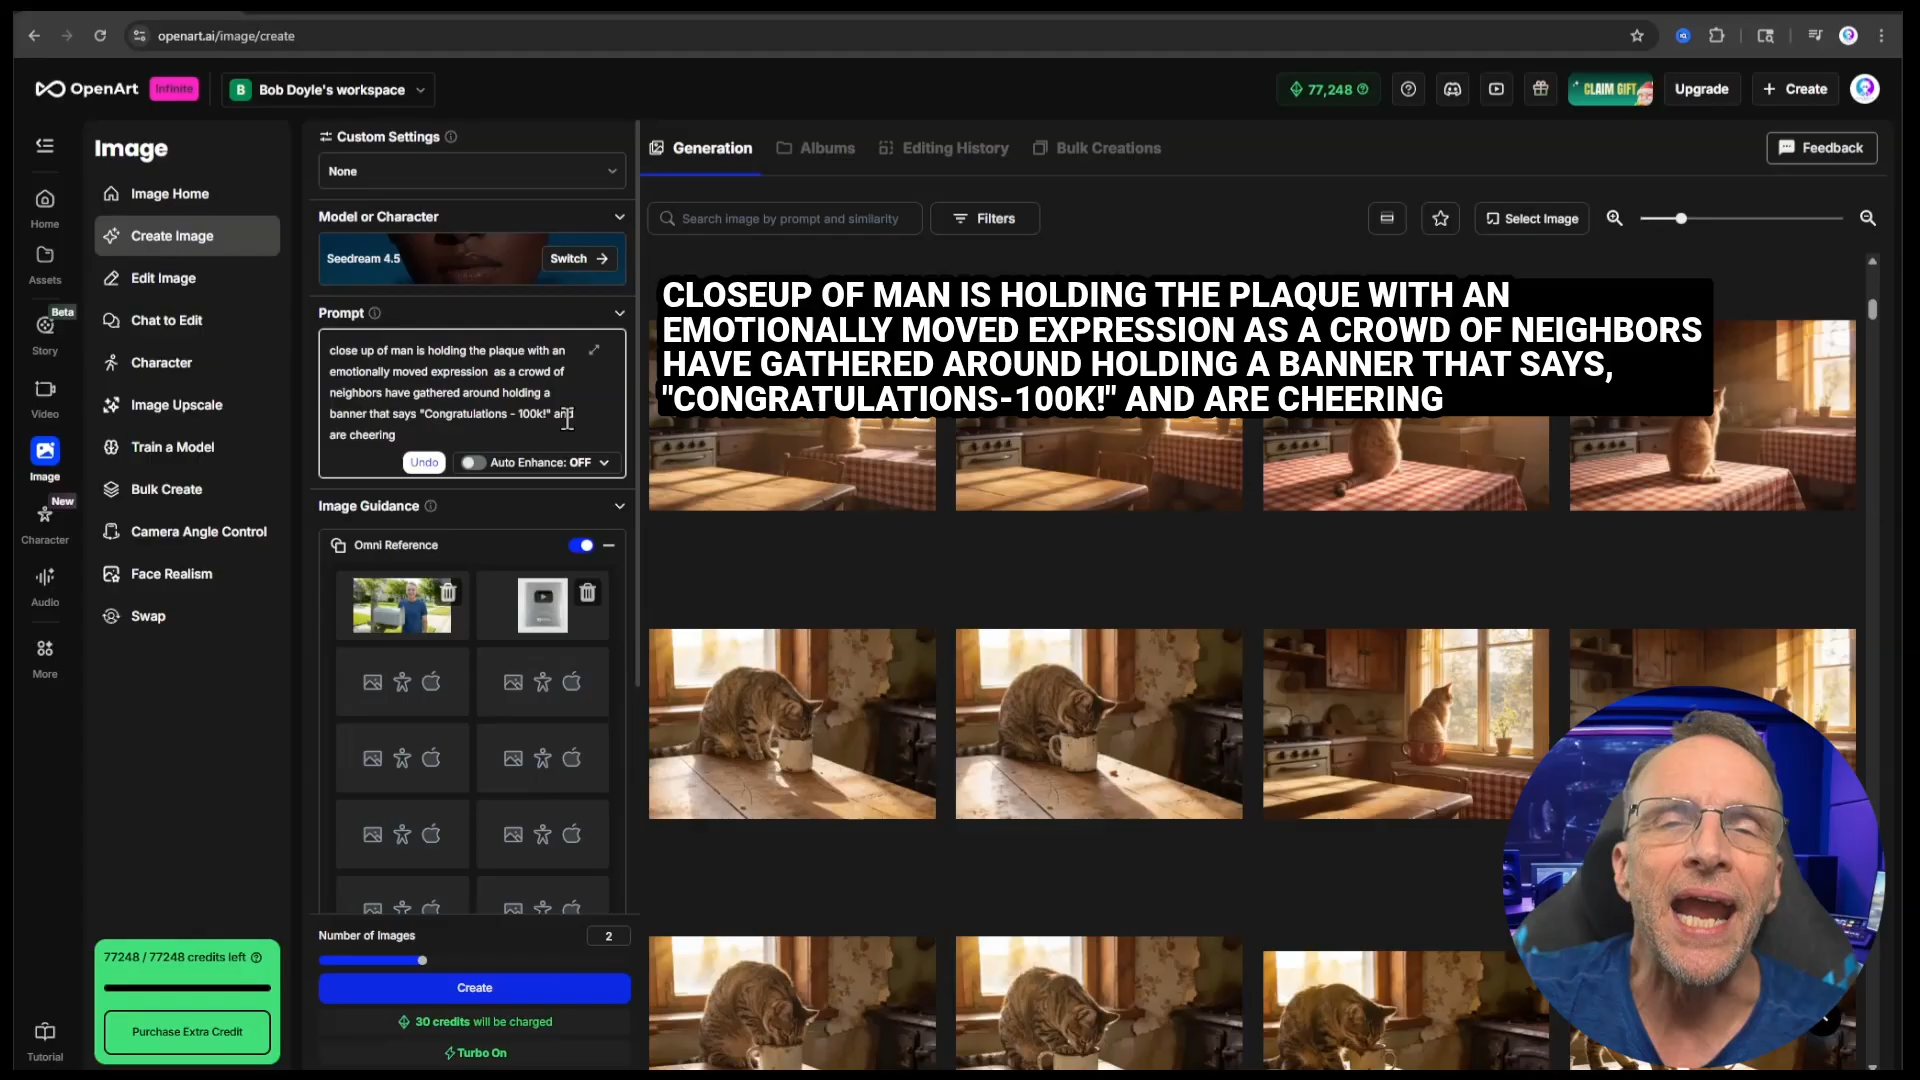 openart.ai/image/create
OpenArt
Infinite
B
Bob Doyle's workspace
77,248
CLAIM GIFT
Upgrade
+ Create
Home
Assets
Beta
Story
Video
Image
New
Character
Audio
More
Tutorial
Image
Image Home
Create Image
Edit Image
Chat to Edit
Character
Image Upscale
Train a Model
Bulk Create
Camera Angle Control
Face Realism
Swap
77248 / 77248 credits left
Purchase Extra Credit
Custom Settings
None
Model or Character
Seedream 4.5
Switch
Prompt
close up of man is holding the plaque with an
emotionally moved expression as a crowd of
neighbors have gathered around holding a
banner that says "Congratulations - 100k!" and
are cheering
Undo
Auto Enhance: OFF
Image Guidance
Omni Reference
Number of Images
2
Create
30 credits will be charged
Turbo On
Generation
Albums
Editing History
Bulk Creations
Feedback
Search image by prompt and similarity
Filters
Select Image
CLOSEUP OF MAN IS HOLDING THE PLAQUE WITH AN
EMOTIONALLY MOVED EXPRESSION AS A CROWD OF NEIGHBORS
HAVE GATHERED AROUND HOLDING A BANNER THAT SAYS,
"CONGRATULATIONS-100K!" AND ARE CHEERING